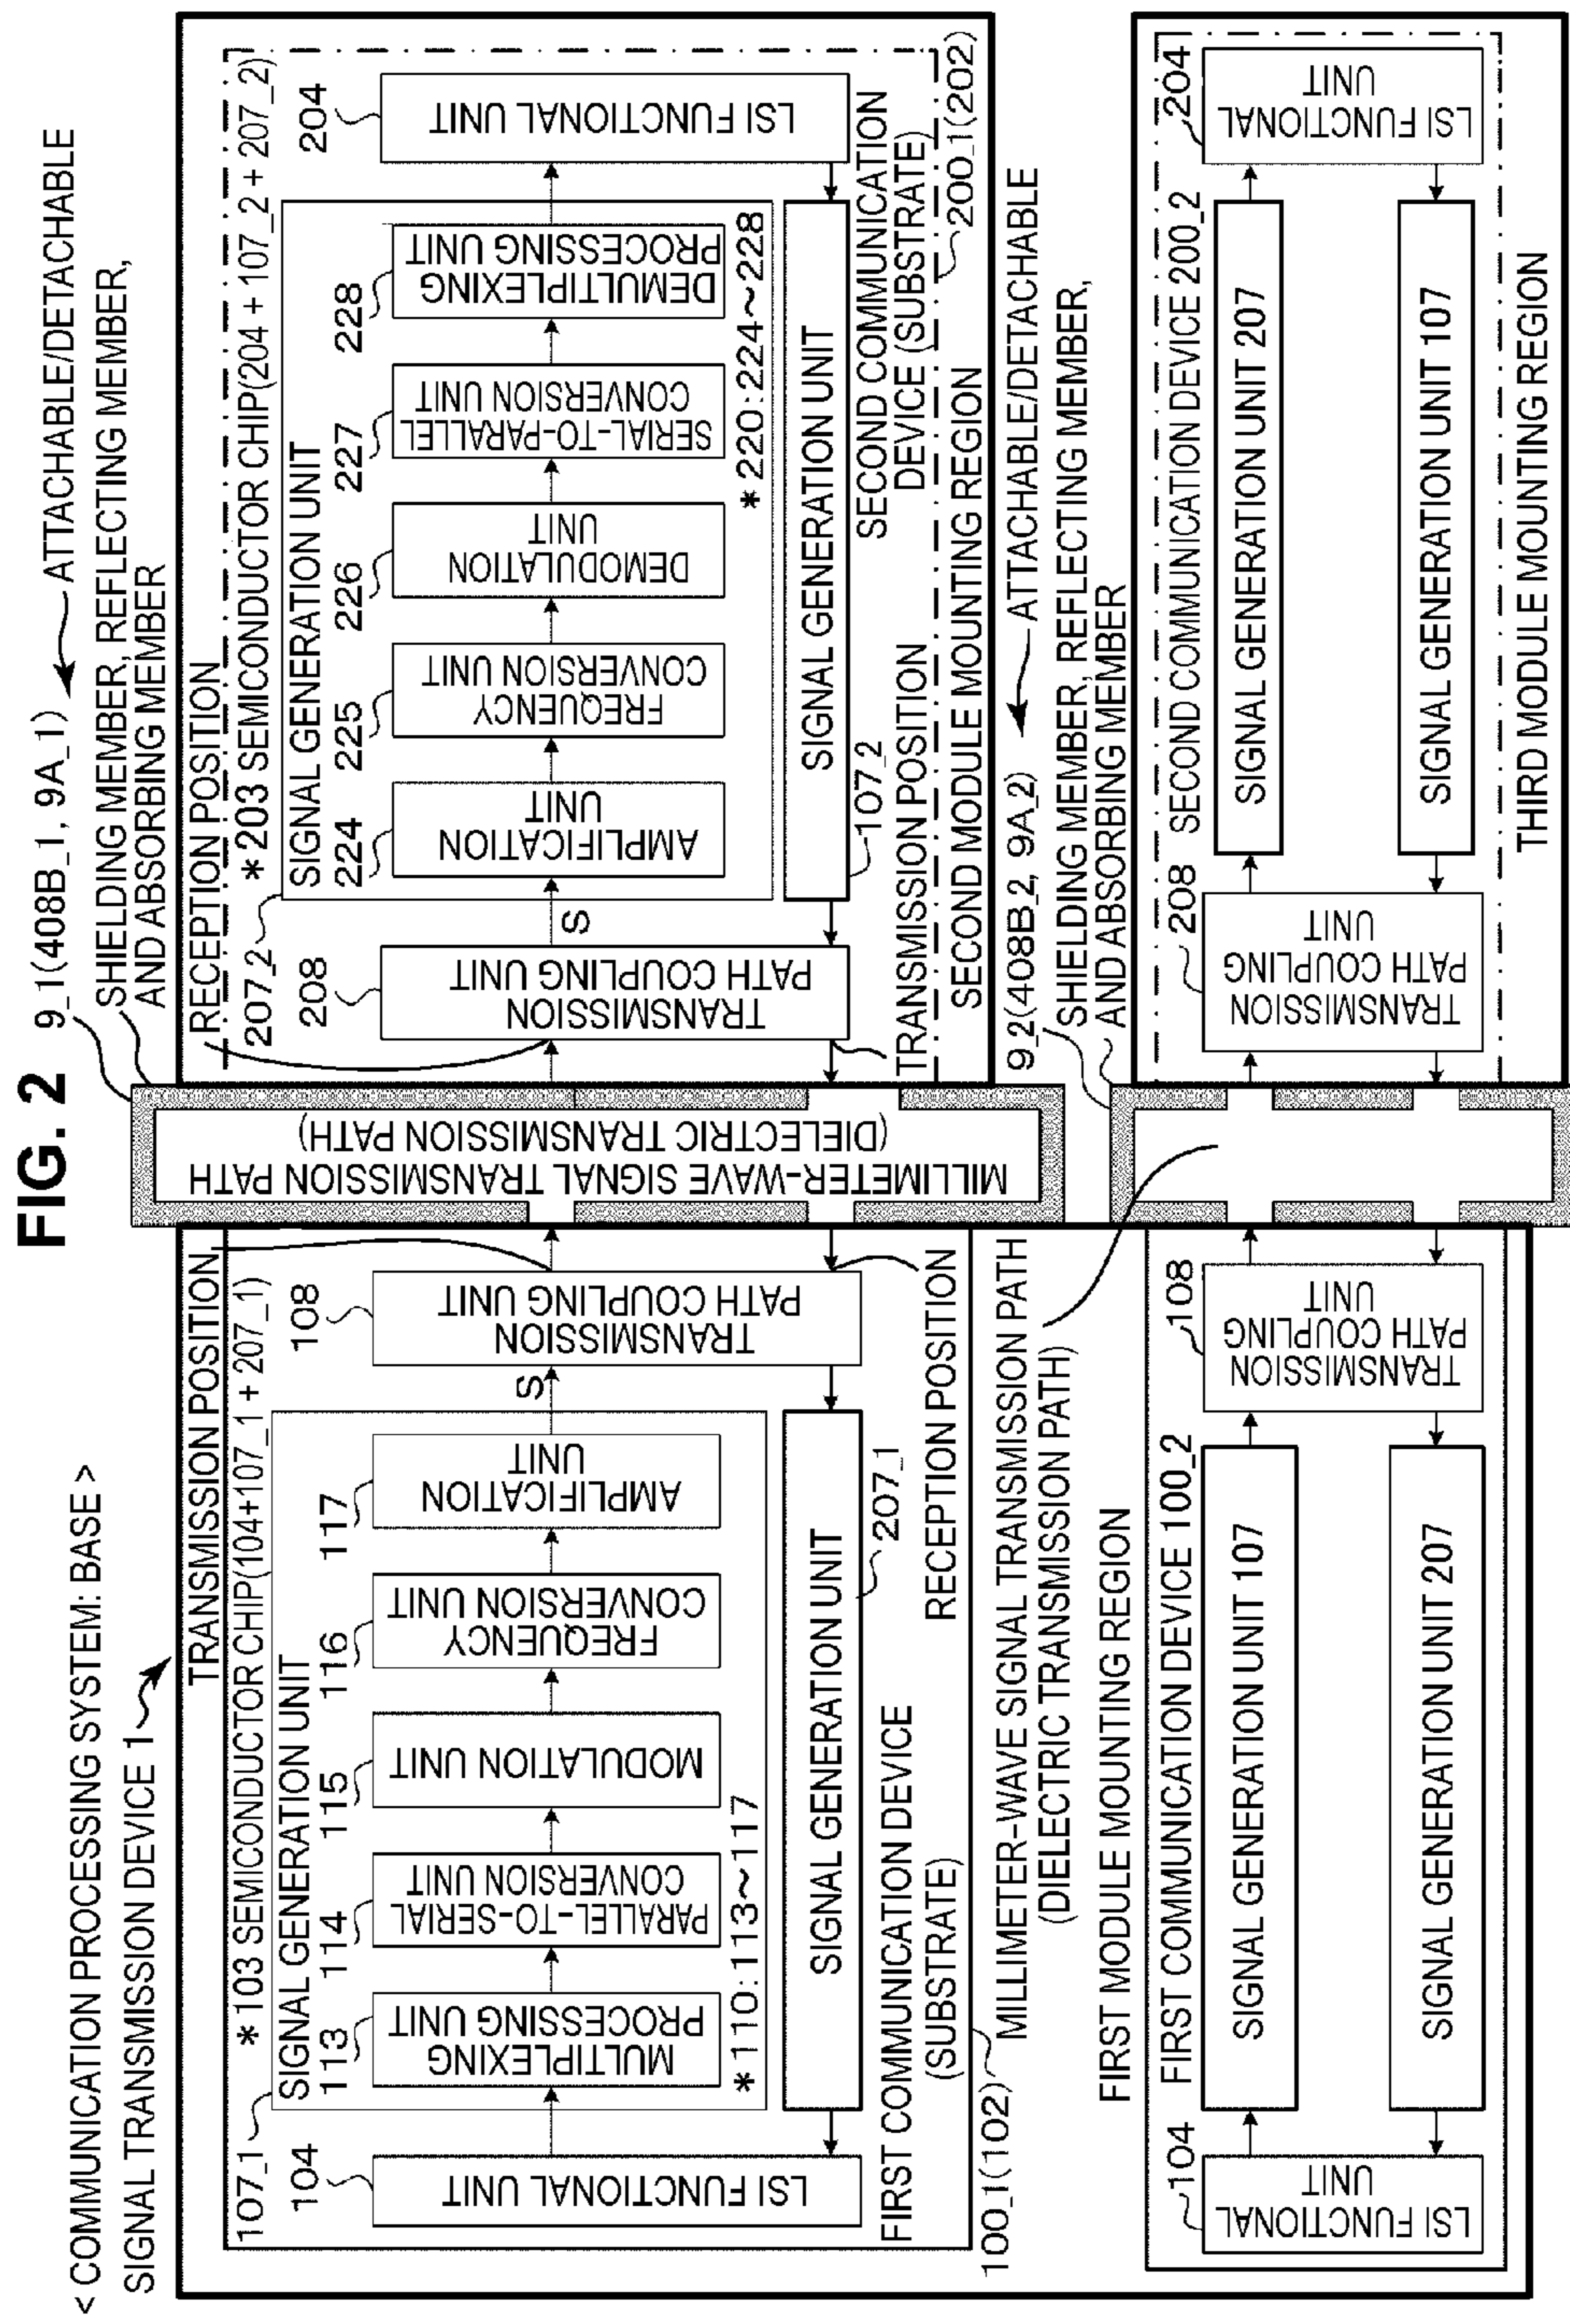 FIG. 2
< COMMUNICATION PROCESSING SYSTEM: BASE >
SIGNAL TRANSMISSION DEVICE 1
9_1(408B_1, 9A_1)
ATTACHABLE/DETACHABLE
SHIELDING MEMBER, REFLECTING MEMBER,
AND ABSORBING MEMBER
TRANSMISSION POSITION
107_1
*103 SEMICONDUCTOR CHIP(104+107_1 + 207_1)
SIGNAL GENERATION UNIT
104
113
114
115
116
117
108
LSI FUNCTIONAL UNIT
MULTIPLEXING
PROCESSING UNIT
PARALLEL-TO-SERIAL
CONVERSION UNIT
MODULATION UNIT
FREQUENCY
CONVERSION UNIT
AMPLIFICATION
UNIT
S
TRANSMISSION
PATH COUPLING UNIT
*110:113~117
SIGNAL GENERATION UNIT
207_1
FIRST COMMUNICATION DEVICE
(SUBSTRATE)
RECEPTION POSITION
100_1(102)
MILLIMETER-WAVE SIGNAL TRANSMISSION PATH
(DIELECTRIC TRANSMISSION PATH)
RECEPTION POSITION
207_2
*203 SEMICONDUCTOR CHIP(204 + 107_2 + 207_2)
SIGNAL GENERATION UNIT
208
224
225
226
227
228
204
TRANSMISSION
PATH COUPLING UNIT
S
AMPLIFICATION
UNIT
FREQUENCY
CONVERSION UNIT
DEMODULATION
UNIT
SERIAL-TO-PARALLEL
CONVERSION UNIT
DEMULTIPLEXING
PROCESSING UNIT
LSI FUNCTIONAL UNIT
*220:224~228
SIGNAL GENERATION UNIT
107_2
SECOND COMMUNICATION
DEVICE (SUBSTRATE)
TRANSMISSION POSITION
200_1(202)
SECOND MODULE MOUNTING REGION
MILLIMETER-WAVE SIGNAL TRANSMISSION PATH
(DIELECTRIC TRANSMISSION PATH)
9_2(408B_2, 9A_2)
ATTACHABLE/DETACHABLE
SHIELDING MEMBER, REFLECTING MEMBER,
AND ABSORBING MEMBER
FIRST MODULE MOUNTING REGION
104
FIRST COMMUNICATION DEVICE 100_2
108
LSI FUNCTIONAL
UNIT
SIGNAL GENERATION UNIT 107
SIGNAL GENERATION UNIT 207
TRANSMISSION
PATH COUPLING
UNIT
208
SECOND COMMUNICATION DEVICE 200_2
204
TRANSMISSION
PATH COUPLING
UNIT
SIGNAL GENERATION UNIT 207
SIGNAL GENERATION UNIT 107
LSI FUNCTIONAL
UNIT
THIRD MODULE MOUNTING REGION